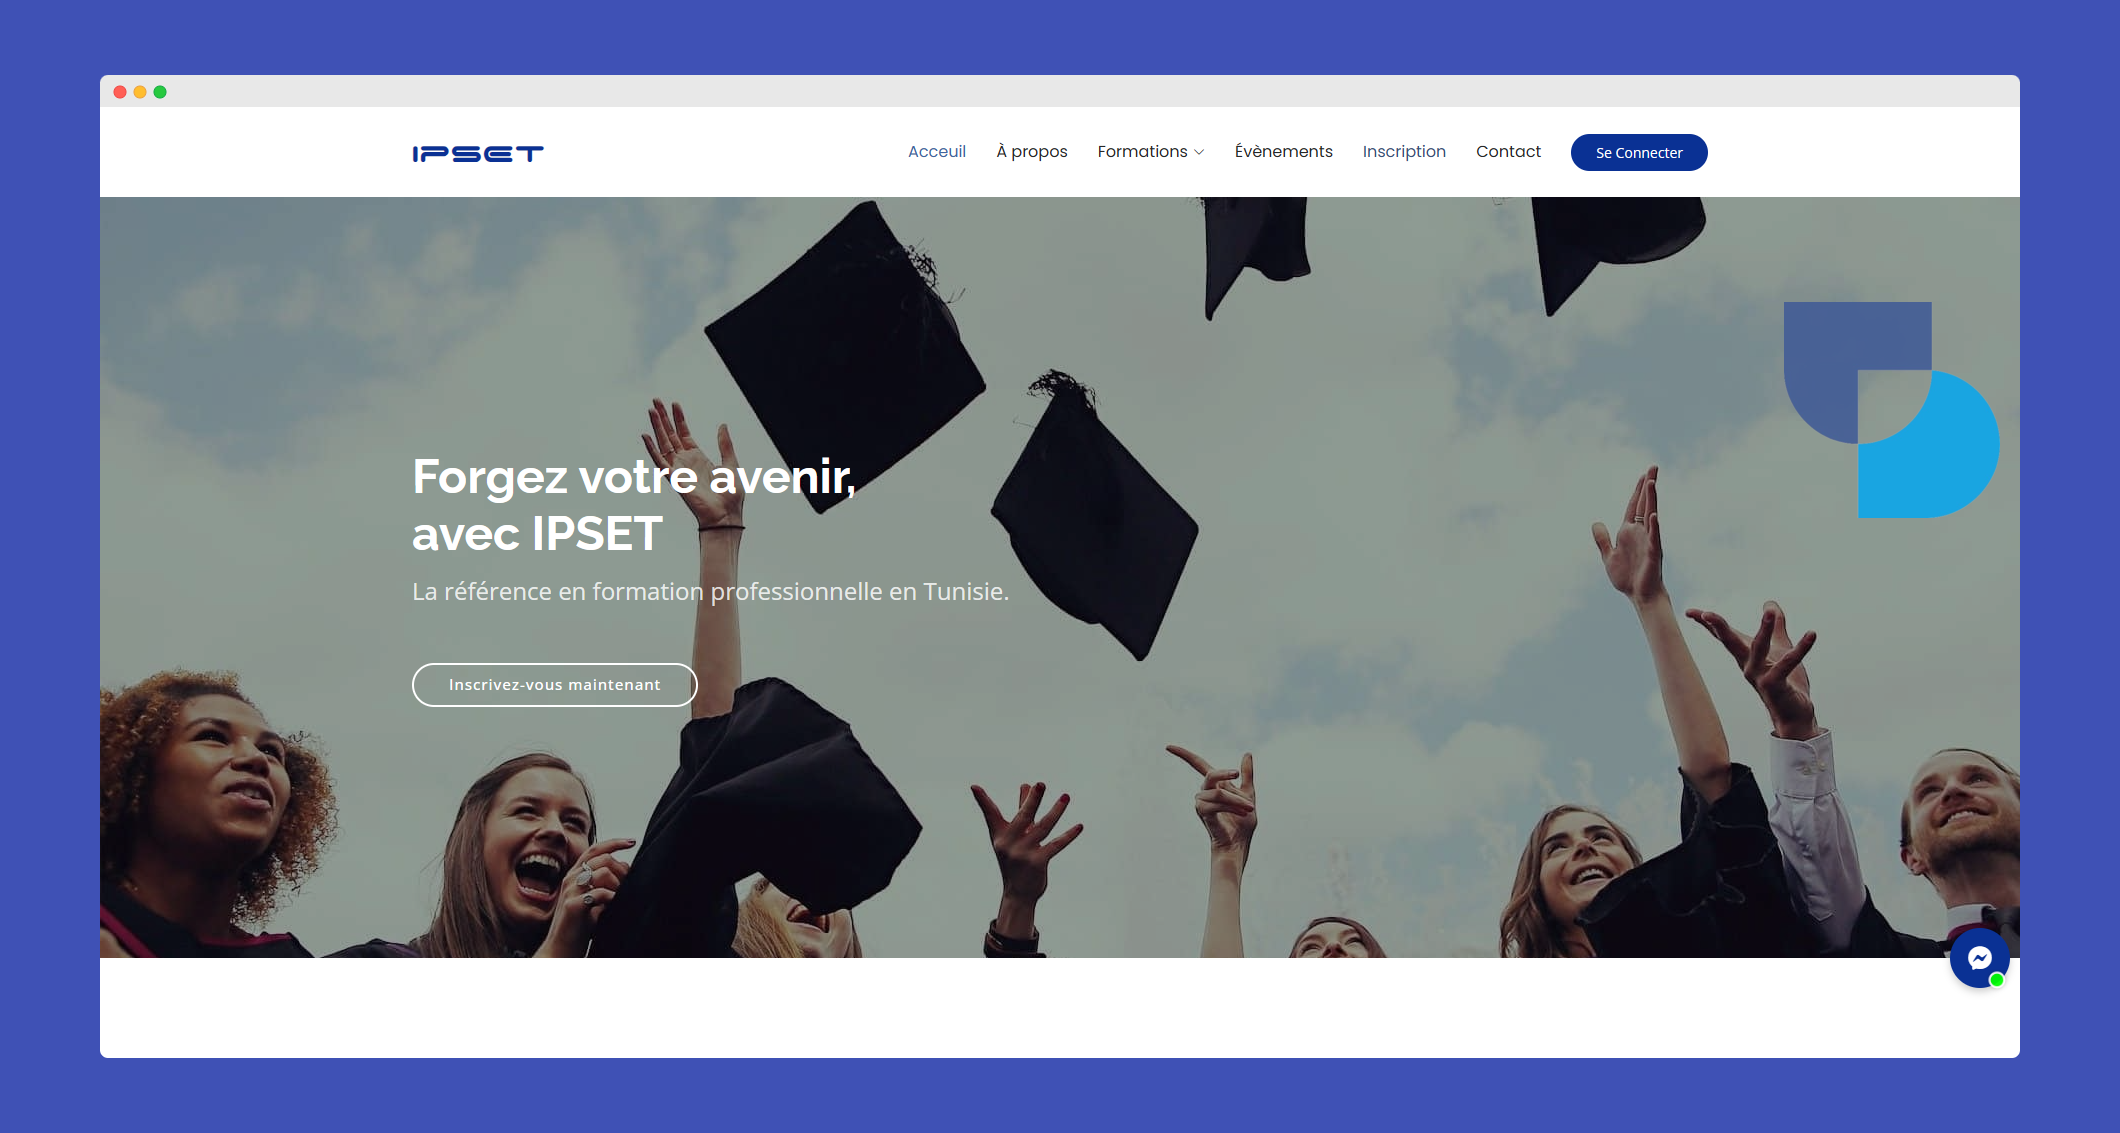 IPSET
Acceuil À propos Formations Évènements Inscription Contact Se Connecter
Forgez votre avenir,
avec IPSET
La référence en formation professionnelle en Tunisie.
Inscrivez-vous maintenant